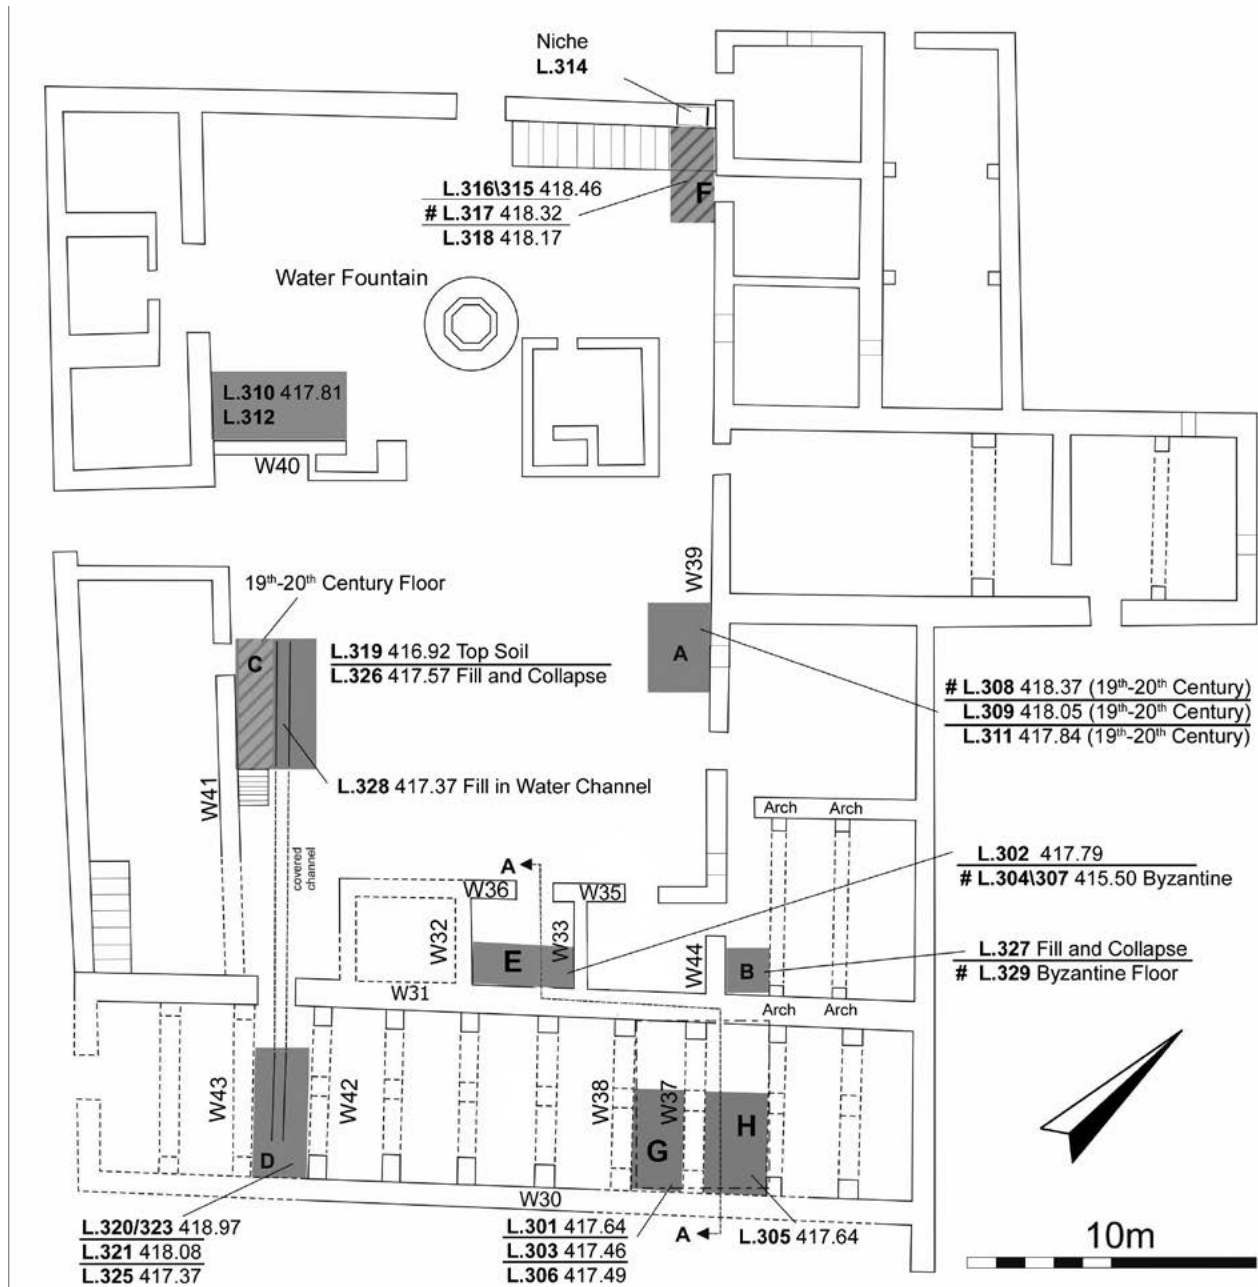 Niche
L.314
L.316\315 418.46
# L.317 418.32
L.318 418.17
F
Water Fountain
L.310 417.81
L.312
W40
W39
19th-20th Century Floor
C
L.319 416.92 Top Soil
L.326 417.57 Fill and Collapse
A
# L.308 418.37 (19th-20th Century)
L.309 418.05 (19th-20th Century)
L.311 417.84 (19th-20th Century)
L.328 417.37 Fill in Water Channel
W41
covered
channel
Arch
Arch
A
W36
W35
L.302 417.79
# L.304\307 415.50 Byzantine
W32
W33
E
W44
B
L.327 Fill and Collapse
# L.329 Byzantine Floor
W31
Arch
Arch
W43
W42
W38
W37
D
G
H
W30
L.320/323 418.97
L.321 418.08
L.325 417.37
L.301 417.64
L.303 417.46
L.306 417.49
A
L.305 417.64
10m